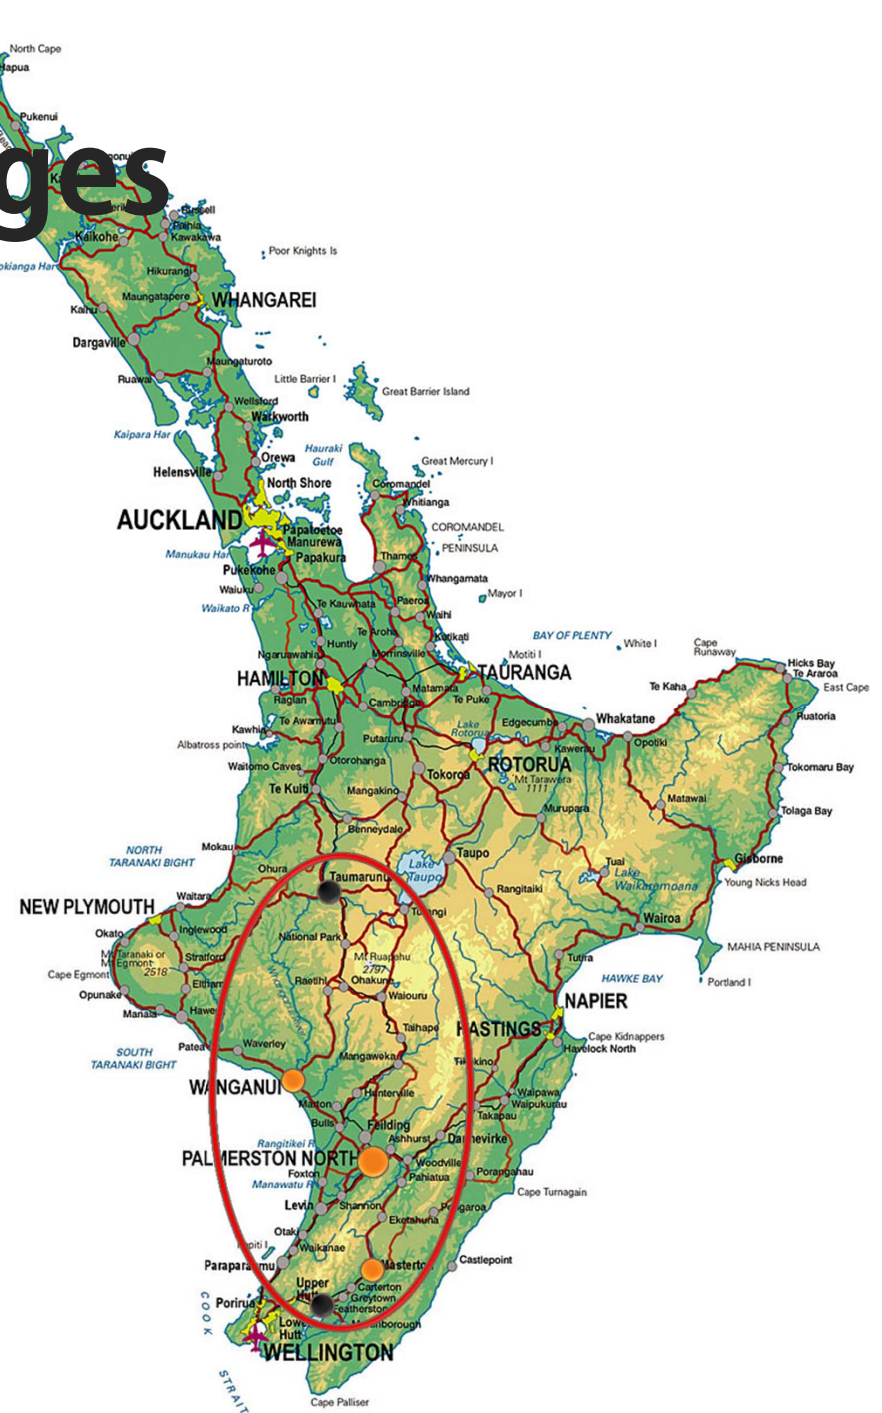 North Cape
Hapua
Pukenui
ges
Russell
Paihia
Kaikohe
Kawakawa
Poor Knights Is
Hokianga Har
Hikurangi
Maungatapere
WHANGAREI
Kaihu
Dargaville
Maungaturoto
Ruawai
Little Barrier I
Great Barrier Island
Wellsford
Warkworth
Kaipara Har
Hauraki
Gulf
Orewa
Great Mercury I
Helensville
North Shore
Coromandel
Whitianga
AUCKLAND
COROMANDEL
PENINSULA
Papatoetoe
Manurewa
Papakura
Manukau Har
Thames
Pukekohe
Whangamata
Waiuku
Mayor I
Te Kauwhata
Paeroa
Waikato R
Waihi
Te Aroha
Katikati
BAY OF PLENTY
White I
Huntly
Cape
Runaway
Ngaruawahia
Morrinsville
Motiti I
Hicks Bay
Te Araroa
HAMILTON
TAURANGA
East Cape
Te Kaha
Matamata
Raglan
Cambridge
Te Puke
Ruatoria
Te Awamutu
Edgecumbe
Whakatane
Kawhia
Lake
Rotorua
Putaruru
Opotiki
Albatross point
Kawerau
Waitomo Caves
Otorohanga
ROTORUA
Tokomaru Bay
Tokoroa
Mt Tarawera
1111
Te Kuiti
Mangakino
Matawai
Murupara
Tolaga Bay
Benneydale
NORTH
TARANAKI BIGHT
Mokau
Taupo
Tuai
Gisborne
Ohura
Lake
Taupo
Lake
Waikaremoana
Taumarunui
Young Nicks Head
Rangitaiki
Waitara
NEW PLYMOUTH
Turangi
Wairoa
Okato
Inglewood
National Park
MAHIA PENINSULA
Mt Taranaki or
Mt Egmont
2518
Stratford
Mt Ruapehu
2797
Tutira
Cape Egmont
HAWKE BAY
Portland I
Eltham
Raetihi
Ohakune
Opunake
Waiouru
NAPIER
Whanganui River
Manaia
Hawera
Taihape
HASTINGS
Cape Kidnappers
Havelock North
Patea
Waverley
SOUTH
TARANAKI BIGHT
Mangaweka
Tikokino
WANGANUI
Hunterville
Waipawa
Waipukurau
Marton
Takapau
Bulls
Feilding
Ashhurst
Dannevirke
Rangitikei R
PALMERSTON NORTH
Woodville
Foxton
Porangahau
Pahiatua
Manawatu R
Cape Turnagain
Levin
Shannon
Pongaroa
Eketahuna
Otaki
Kapiti I
Waikanae
Paraparaumu
Castlepoint
Masterton
Upper
Hutt
Carterton
Greytown
Featherston
Porirua
COOK
STRAIT
Lower
Hutt
Martinborough
WELLINGTON
Cape Palliser